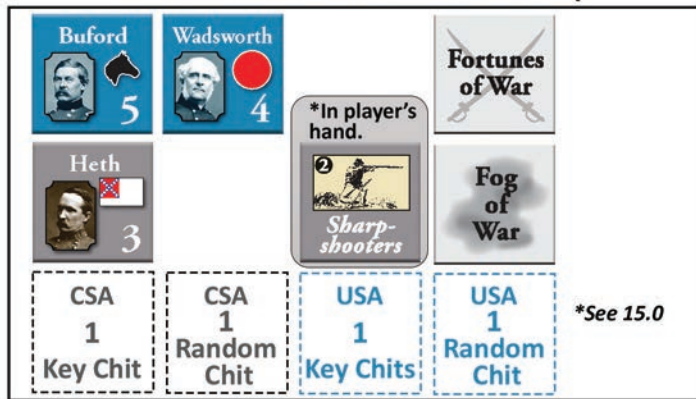 Buford
5
Wadsworth
4
Fortunes
of War
*In player's
hand.
Heth
3
2
Sharp-
shooters
Fog
of
War
CSA
1
Key Chit
CSA
1
Random
Chit
USA
1
Key Chits
USA
1
Random
Chit
*See 15.0